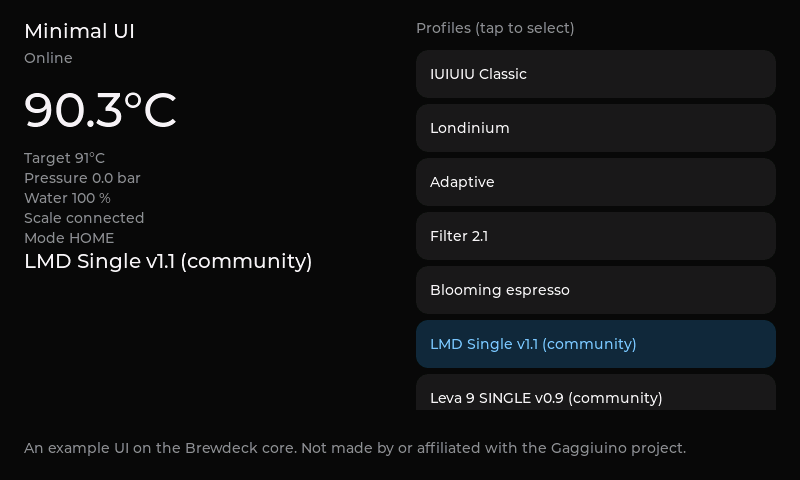 Minimal UI
Online
90.3°C
Target 91°C
Pressure 0.0 bar
Water 100 %
Scale connected
Mode HOME
LMD Single v1.1 (community)
Profiles (tap to select)
IUIUIU Classic
Londinium
Adaptive
Filter 2.1
Blooming espresso
LMD Single v1.1 (community)
Leva 9 SINGLE v0.9 (community)
An example UI on the Brewdeck core. Not made by or affiliated with the Gaggiuino project.